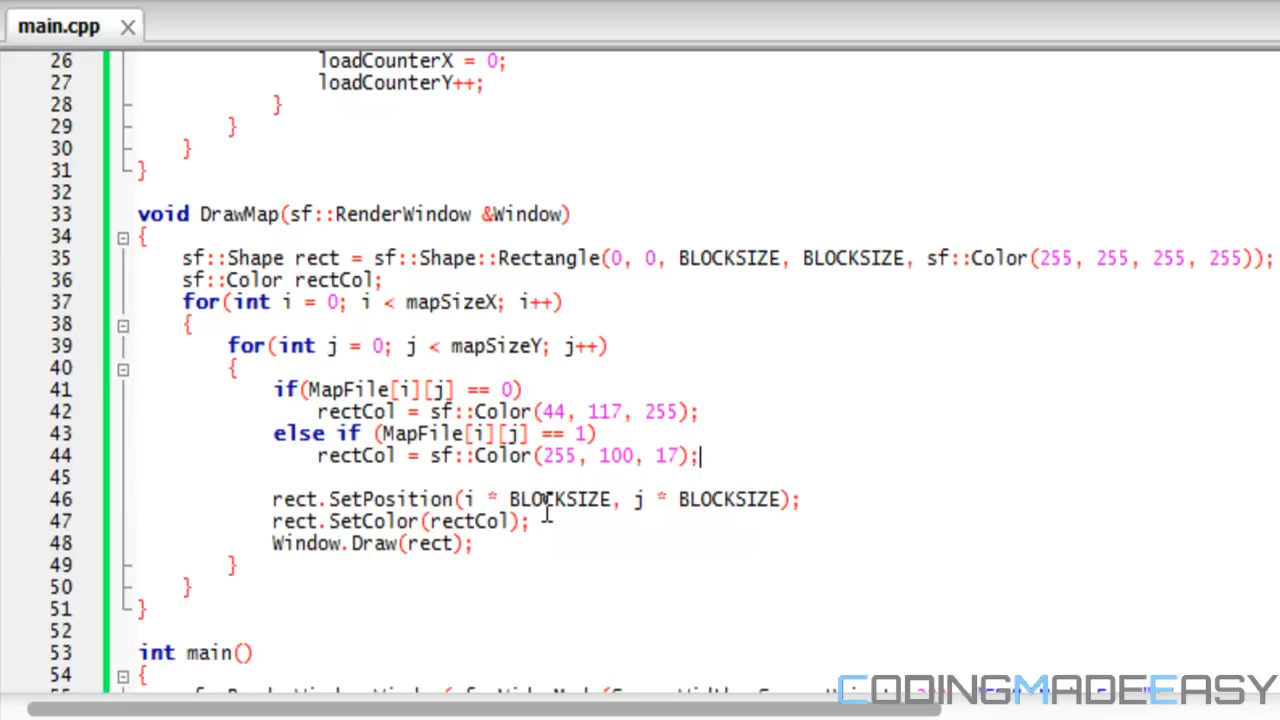 main.cpp
26 loadCounterX = 0;
27 loadCounterY++;
28 }
29 }
30 }
31 }
32
33 void DrawMap(sf::RenderWindow &Window)
34 {
35 sf::Shape rect = sf::Shape::Rectangle(0, 0, BLOCKSIZE, BLOCKSIZE, sf::Color(255, 255, 255, 255));
36 sf::Color rectCol;
37 for(int i = 0; i < mapSizeX; i++)
38 {
39 for(int j = 0; j < mapSizeY; j++)
40 {
41 if(MapFile[i][j] == 0)
42 rectCol = sf::Color(44, 117, 255);
43 else if (MapFile[i][j] == 1)
44 rectCol = sf::Color(255, 100, 17);
45
46 rect.SetPosition(i * BLOCKSIZE, j * BLOCKSIZE);
47 rect.SetColor(rectCol);
48 Window.Draw(rect);
49 }
50 }
51 }
52
53 int main()
54 {
CODINGMADEEASY